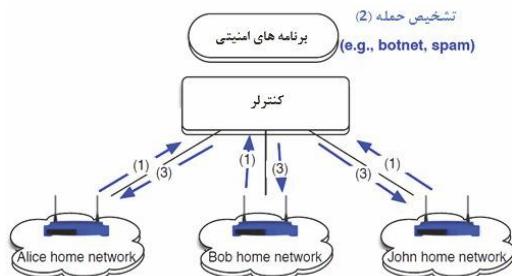 تشخیص حمله (2)
برنامه های امنیتی
(e.g., botnet, spam)
کنترلر
(1)
(3)
(1)
(3)
(3)
(1)
Alice home network
Bob home network
John home network